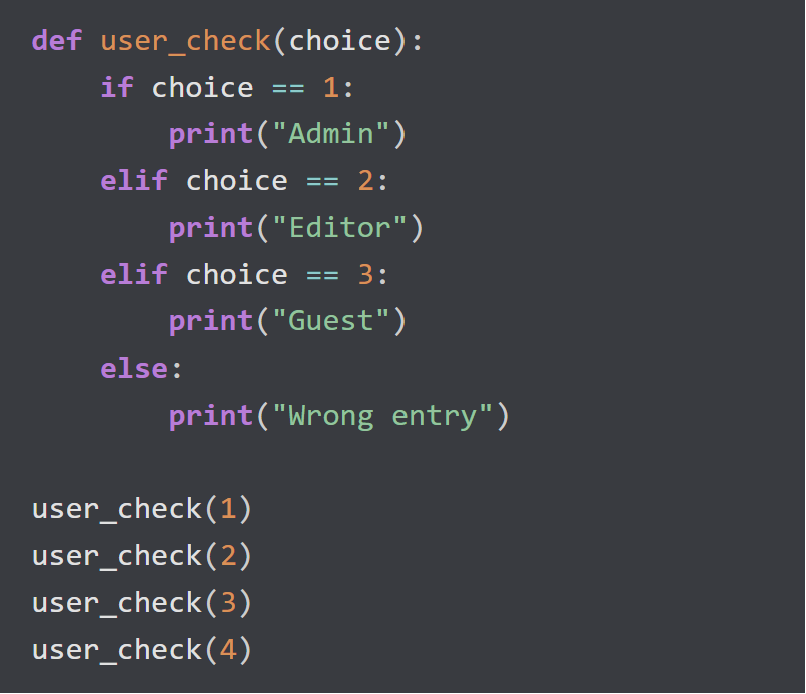 def user_check(choice):
    if choice == 1:
        print("Admin")
    elif choice == 2:
        print("Editor")
    elif choice == 3:
        print("Guest")
    else:
        print("Wrong entry")

user_check(1)
user_check(2)
user_check(3)
user_check(4)